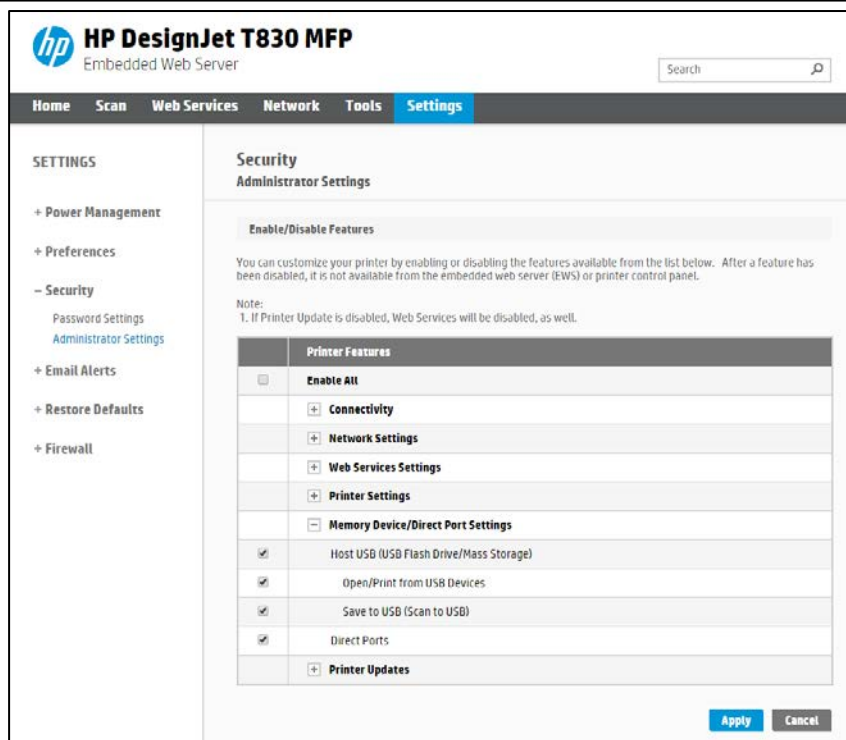 hp
HP DesignJet T830 MFP
Embedded Web Server
Search
Home Scan Web Services Network Tools Settings
SETTINGS
+ Power Management
+ Preferences
– Security
Password Settings
Administrator Settings
+ Email Alerts
+ Restore Defaults
+ Firewall
Security
Administrator Settings
Enable/Disable Features
You can customize your printer by enabling or disabling the features available from the list below. After a feature has
been disabled, it is not available from the embedded web server (EWS) or printer control panel.
Note:
1. If Printer Update is disabled, Web Services will be disabled, as well.
Printer Features
Enable All
+ Connectivity
+ Network Settings
+ Web Services Settings
+ Printer Settings
– Memory Device/Direct Port Settings
Host USB (USB Flash Drive/Mass Storage)
Open/Print from USB Devices
Save to USB (Scan to USB)
Direct Ports
+ Printer Updates
Apply Cancel